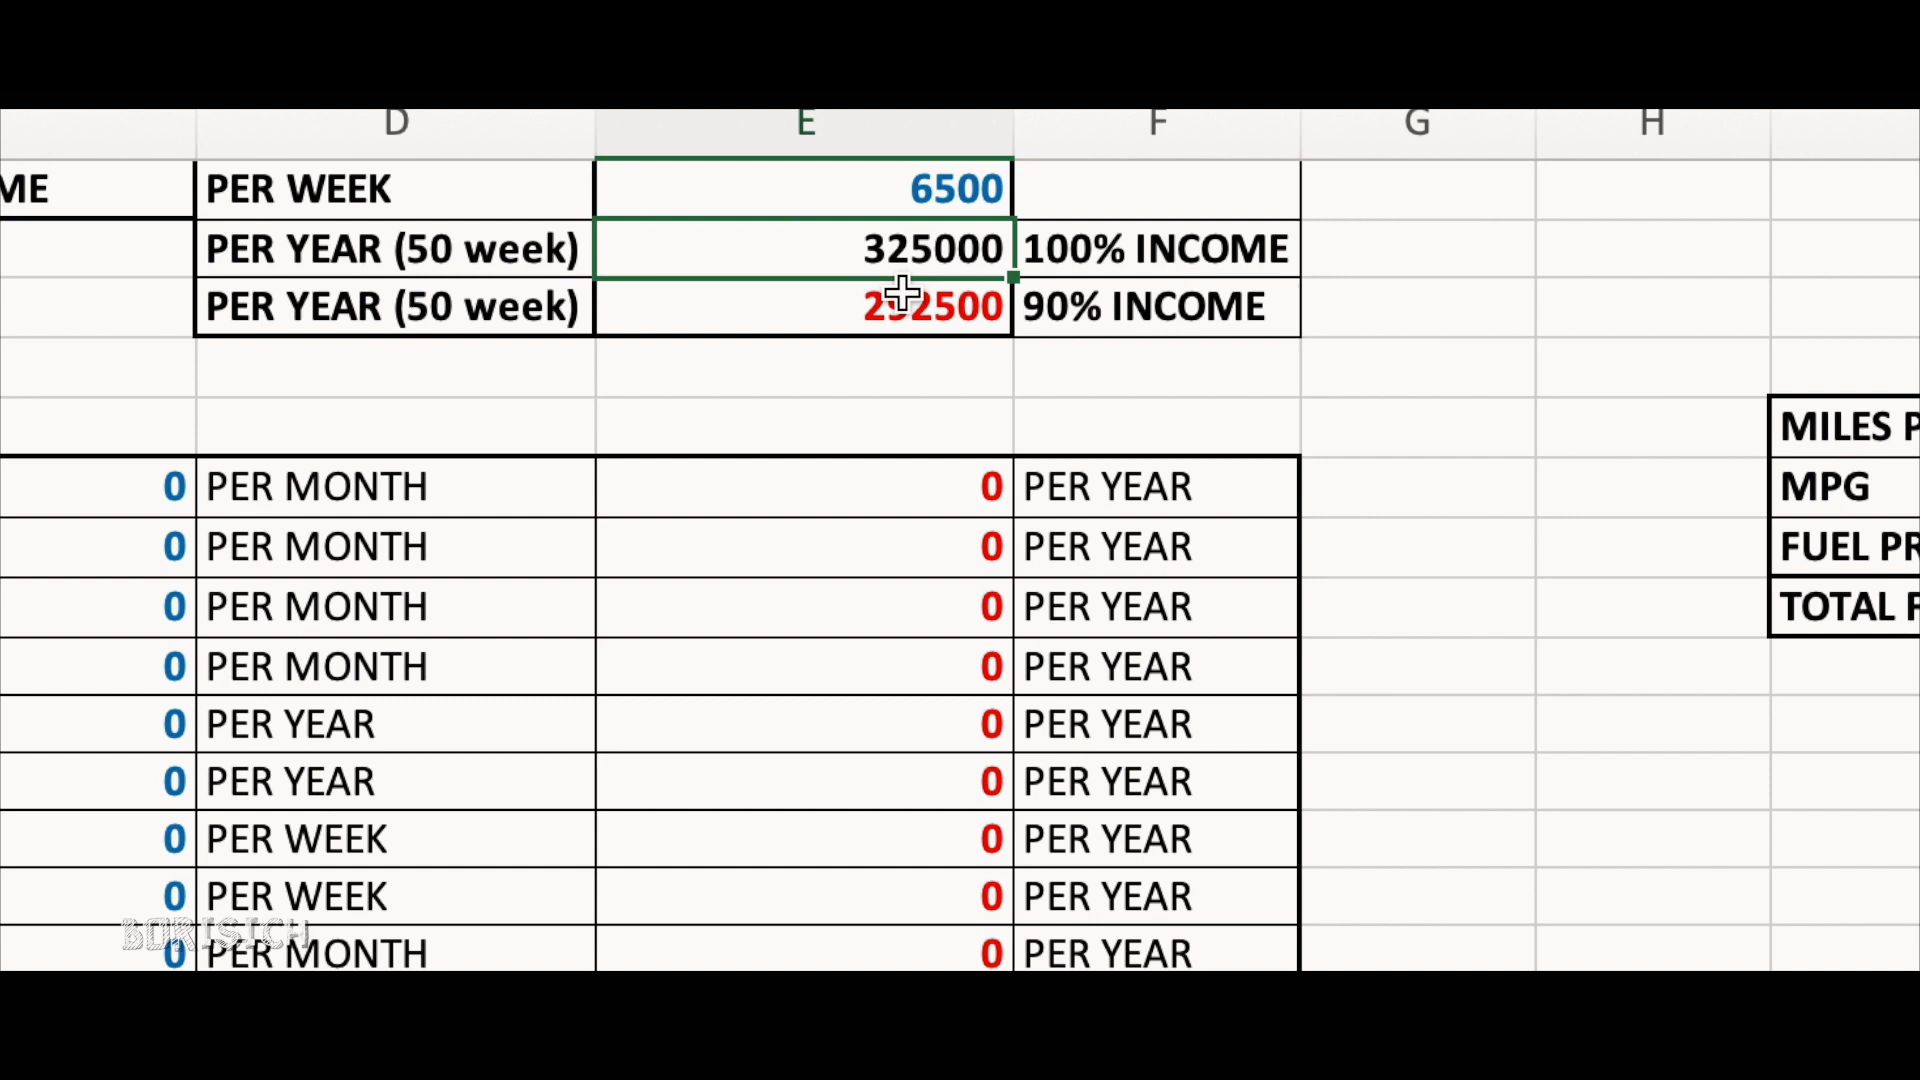 D E F G H
ME PER WEEK 6500
PER YEAR (50 week) 325000 100% INCOME
PER YEAR (50 week) 292500 90% INCOME
MILES P
0 PER MONTH 0 PER YEAR MPG
0 PER MONTH 0 PER YEAR FUEL PR
0 PER MONTH 0 PER YEAR TOTAL F
0 PER MONTH 0 PER YEAR
0 PER YEAR 0 PER YEAR
0 PER YEAR 0 PER YEAR
0 PER WEEK 0 PER YEAR
0 PER WEEK 0 PER YEAR
0 PER MONTH 0 PER YEAR
BORISICH